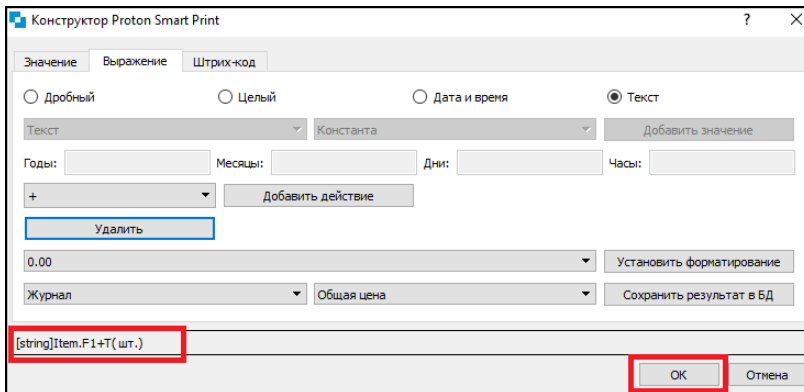 Конструктор Proton Smart Print ?
Значение Выражение Штрих-код
Дробный Целый Дата и время Текст
Текст Константа Добавить значение
Годы: Месяцы: Дни: Часы:
+ Добавить действие
Удалить
0.00 Установить форматирование
Журнал Общая цена Сохранить результат в БД
[string]Item.F1+T( шт.)
OK Отмена